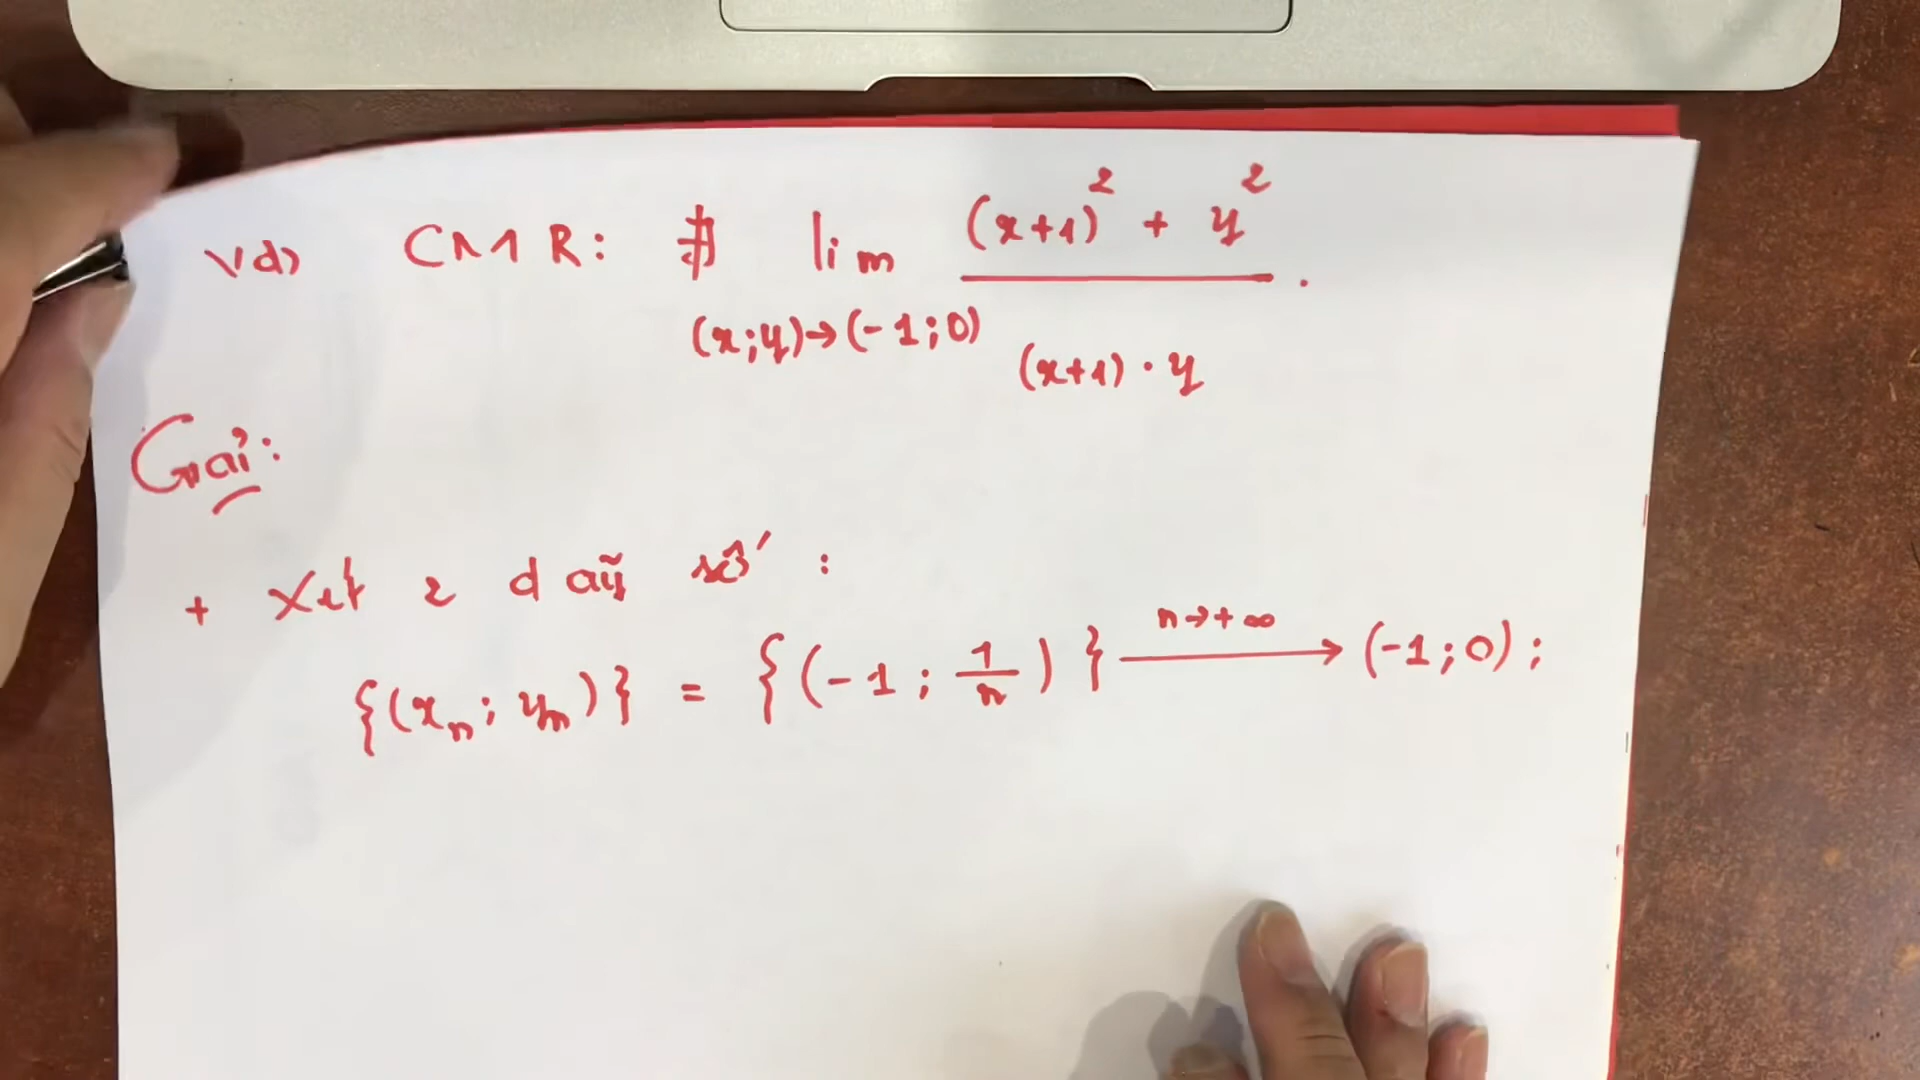 Vd> CMR: ∄ lim (x;y)→(-1;0) ((x+1)² + y²) / ((x+1)·y).
Giải:
+ Xét 2 dãy số:
{(xₙ; yₙ)} = {(-1; 1/n)} n→+∞ ⟶ (-1;0);